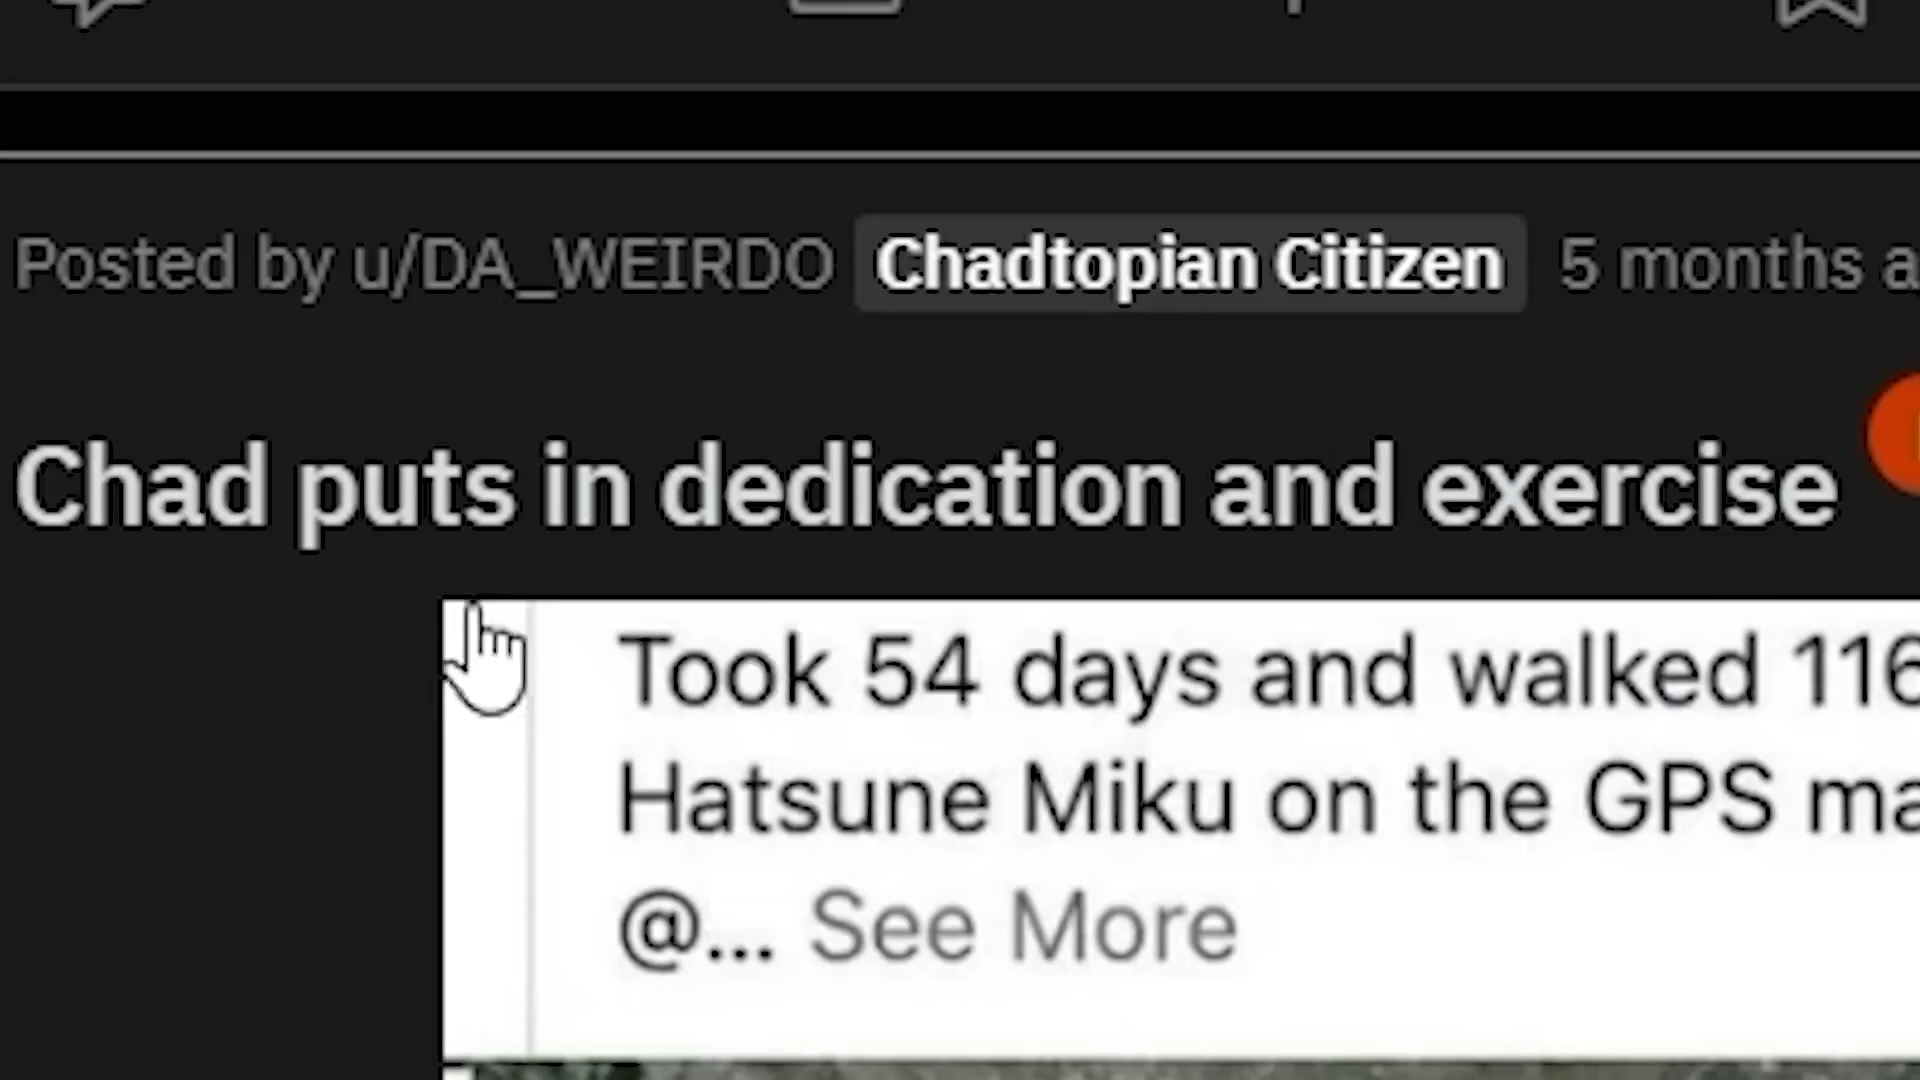 Posted by u/DA_WEIRDO Chadtopian Citizen 5 months
Chad puts in dedication and exercise
Took 54 days and walked 116
Hatsune Miku on the GPS ma
@... See More